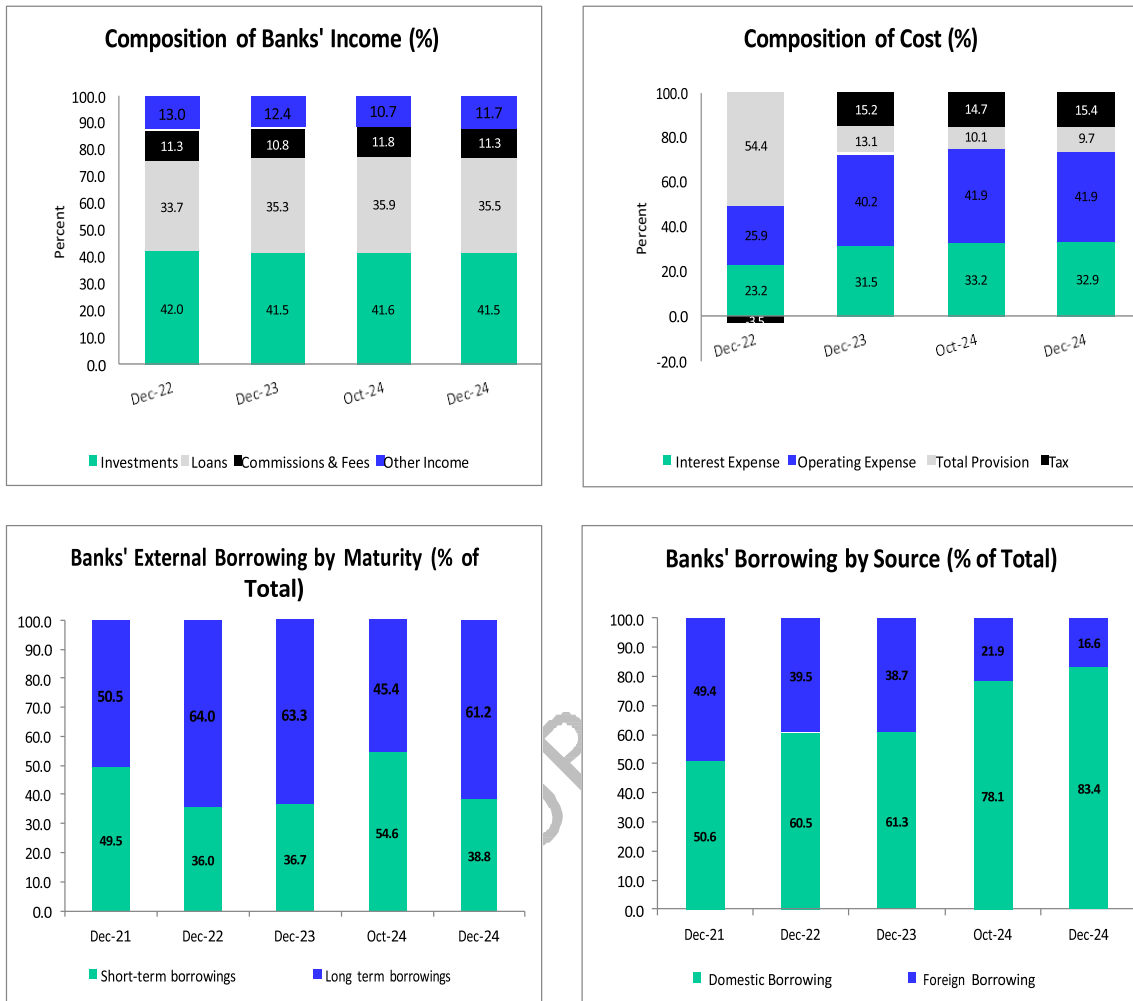 Composition of Banks' Income (%)
Percent
100.0
90.0
80.0
70.0
60.0
50.0
40.0
30.0
20.0
10.0
0.0
13.0 12.4 10.7 11.7
11.3 10.8 11.8 11.3
33.7 35.3 35.9 35.5
42.0 41.5 41.6 41.5
Dec-22 Dec-23 Oct-24 Dec-24
Investments Loans Commissions & Fees Other Income
Composition of Cost (%)
Percent
100.0
80.0
60.0
40.0
20.0
0.0
-20.0
15.2 14.7 15.4
54.4 13.1 10.1 9.7
25.9 40.2 41.9 41.9
23.2 31.5 33.2 32.9
-3.5
Dec-22 Dec-23 Oct-24 Dec-24
Interest Expense Operating Expense Total Provision Tax
Banks' External Borrowing by Maturity (% of
Total)
100.0
90.0
80.0
70.0
60.0
50.0
40.0
30.0
20.0
10.0
0.0
50.5 64.0 63.3 45.4 61.2
49.5 36.0 36.7 54.6 38.8
Dec-21 Dec-22 Dec-23 Oct-24 Dec-24
Short-term borrowings Long term borrowings
Banks' Borrowing by Source (% of Total)
100.0
90.0
80.0
70.0
60.0
50.0
40.0
30.0
20.0
10.0
0.0
49.4 39.5 38.7 21.9 16.6
50.6 60.5 61.3 78.1 83.4
Dec-21 Dec-22 Dec-23 Oct-24 Dec-24
Domestic Borrowing Foreign Borrowing